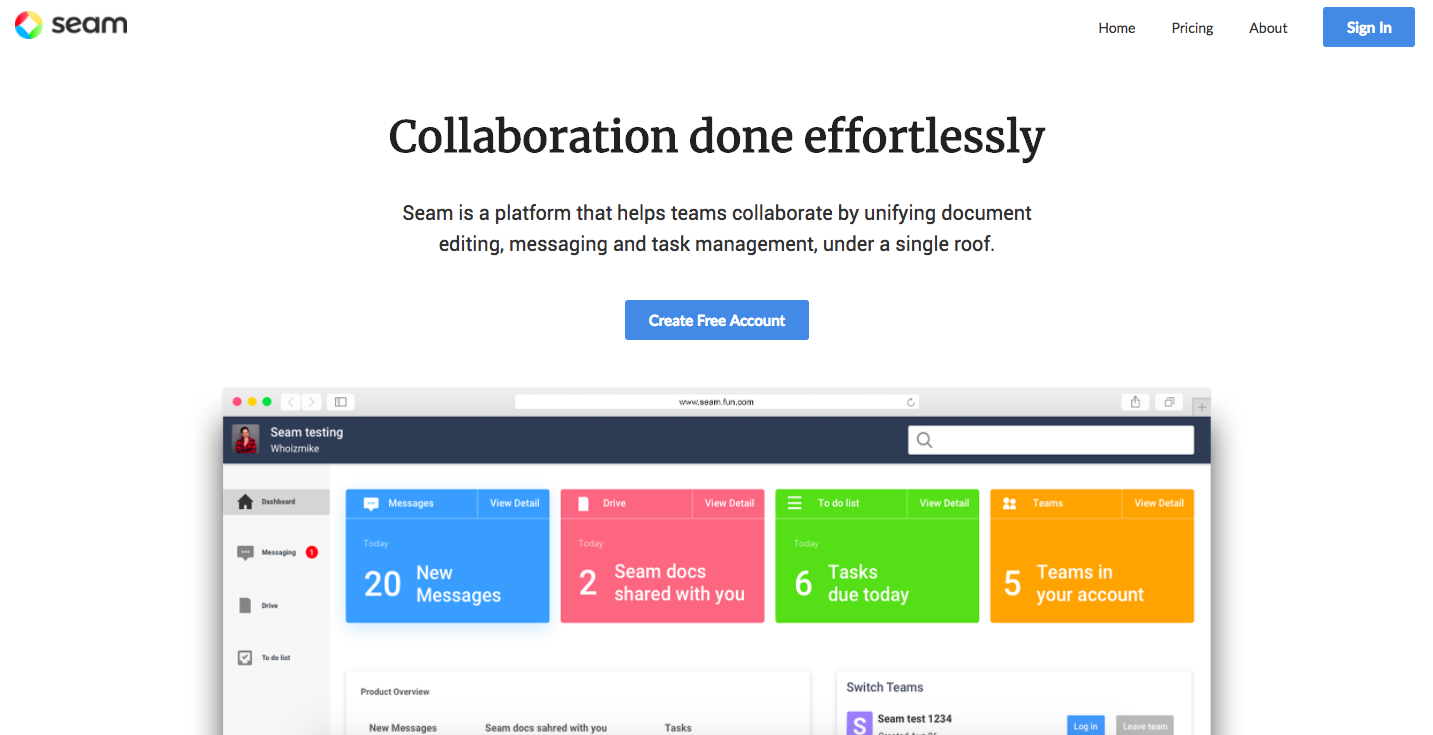 seam
Home Pricing About Sign In
Collaboration done effortlessly
Seam is a platform that helps teams collaborate by unifying document
editing, messaging and task management, under a single roof.
Create Free Account
www.seam.fun.com
Seam testing
Whoizmike
Dashboard
Messaging 1
Drive
To do list
Messages View Detail
Today
20 New
Messages
Drive View Detail
Today
2 Seam docs
shared with you
To do list View Detail
Today
6 Tasks
due today
Teams View Detail
5 Teams in
your account
Product Overview
New Messages Seam docs sahred with you Tasks
Switch Teams
S Seam test 1234
Log in Leave team